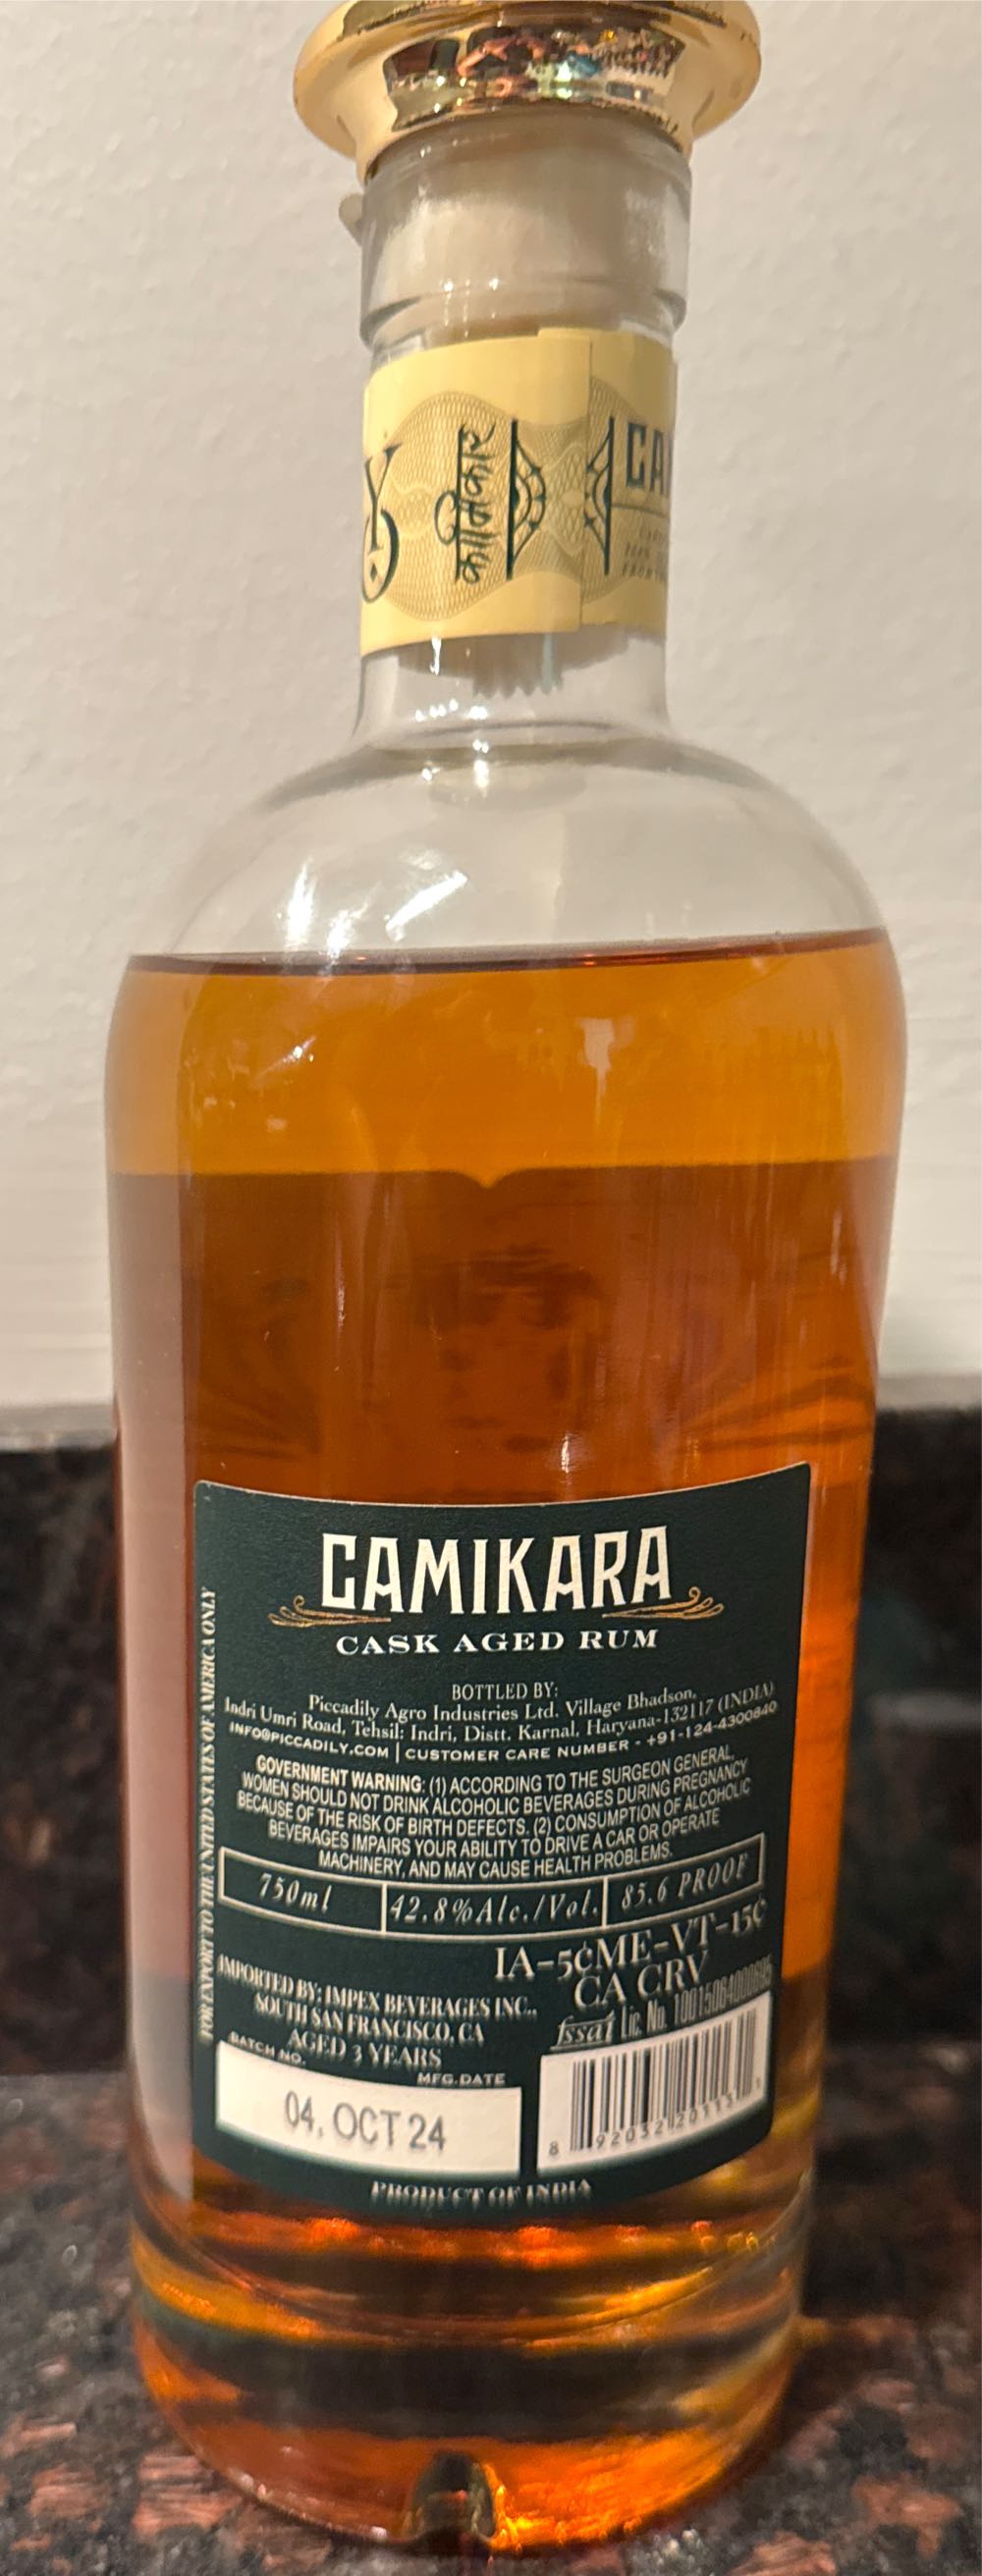 कामिकारा
CA
CAMIKARA
CASK AGED RUM
BOTTLED BY:
Piccadily Agro Industries Ltd. Village Bhadson,
Indri Umri Road, Tehsil: Indri, Distt. Karnal, Haryana-132117 (INDIA)
INFO@PICCADILY.COM | CUSTOMER CARE NUMBER - +91-124-4300840
GOVERNMENT WARNING: (1) ACCORDING TO THE SURGEON GENERAL,
WOMEN SHOULD NOT DRINK ALCOHOLIC BEVERAGES DURING PREGNANCY
BECAUSE OF THE RISK OF BIRTH DEFECTS. (2) CONSUMPTION OF ALCOHOLIC
BEVERAGES IMPAIRS YOUR ABILITY TO DRIVE A CAR OR OPERATE
MACHINERY, AND MAY CAUSE HEALTH PROBLEMS.
750ml 42.8%Alc./Vol. 85.6 PROOF
IA-5¢ME-VT-15¢
CA CRV
fssai Lic. No. 10015064000695
IMPORTED BY: IMPEX BEVERAGES INC.,
SOUTH SAN FRANCISCO, CA
AGED 3 YEARS
BATCH NO.
MFG.DATE
04, OCT 24
PRODUCT OF INDIA
FOR EXPORT TO THE UNITED STATES OF AMERICA ONLY